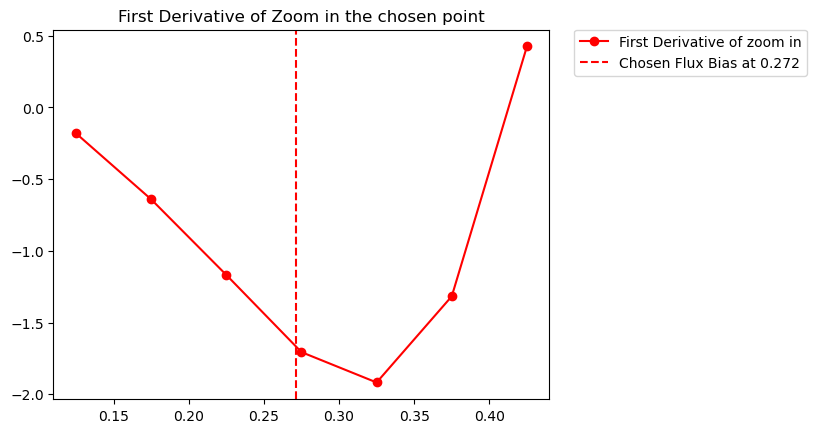 First Derivative of Zoom in the chosen point
First Derivative of zoom in
Chosen Flux Bias at 0.272
0.5
0.0
−0.5
−1.0
−1.5
−2.0
0.15 0.20 0.25 0.30 0.35 0.40